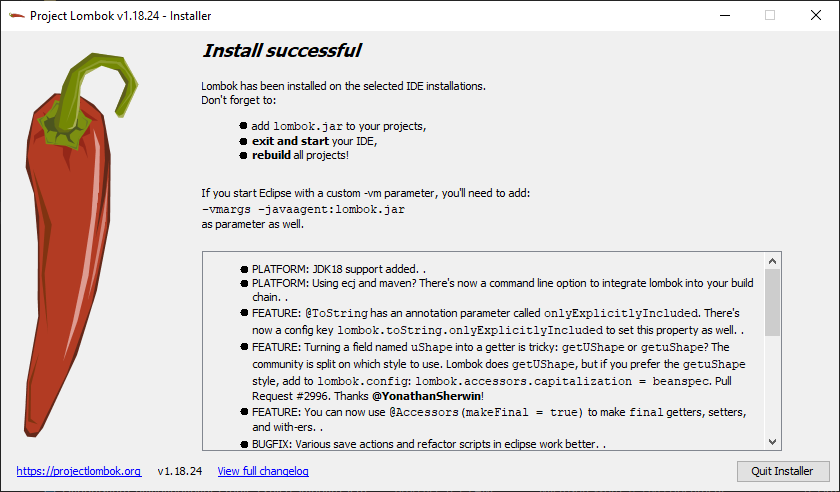 Project Lombok v1.18.24 - Installer
Install successful
Lombok has been installed on the selected IDE installations.
Don't forget to:
● add lombok.jar to your projects,
● exit and start your IDE,
● rebuild all projects!
If you start Eclipse with a custom -vm parameter, you'll need to add:
-vmargs -javaagent:lombok.jar
as parameter as well.
● PLATFORM: JDK18 support added. .
● PLATFORM: Using ecj and maven? There's now a command line option to integrate lombok into your build
chain. .
● FEATURE: @ToString has an annotation parameter called onlyExplicitlyIncluded. There's
now a config key lombok.toString.onlyExplicitlyIncluded to set this property as well. .
● FEATURE: Turning a field named uShape into a getter is tricky: getUShape or getuShape? The
community is split on which style to use. Lombok does getUShape, but if you prefer the getuShape
style, add to lombok.config: lombok.accessors.capitalization = beanspec. Pull
Request #2996. Thanks @YonathanSherwin!
● FEATURE: You can now use @Accessors(makeFinal = true) to make final getters, setters,
and with-ers. .
● BUGFIX: Various save actions and refactor scripts in eclipse work better. .
https://projectlombok.org v1.18.24 View full changelog Quit Installer